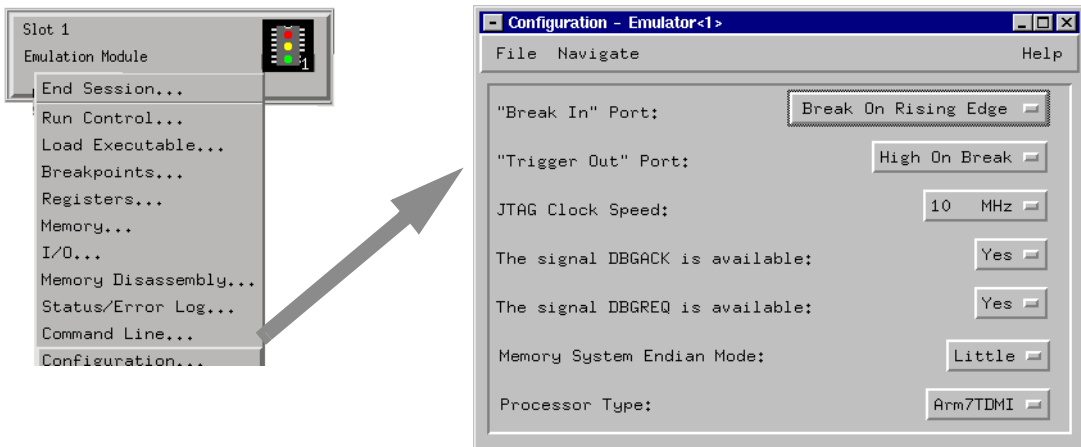 Slot 1
Emulation Module
1
End Session...
Run Control...
Load Executable...
Breakpoints...
Registers...
Memory...
I/O...
Memory Disassembly...
Status/Error Log...
Command Line...
Configuration...
Configuration - Emulator<1>
File Navigate Help
"Break In" Port: Break On Rising Edge
"Trigger Out" Port: High On Break
JTAG Clock Speed: 10 MHz
The signal DBGACK is available: Yes
The signal DBGREQ is available: Yes
Memory System Endian Mode: Little
Processor Type: Arm7TDMI